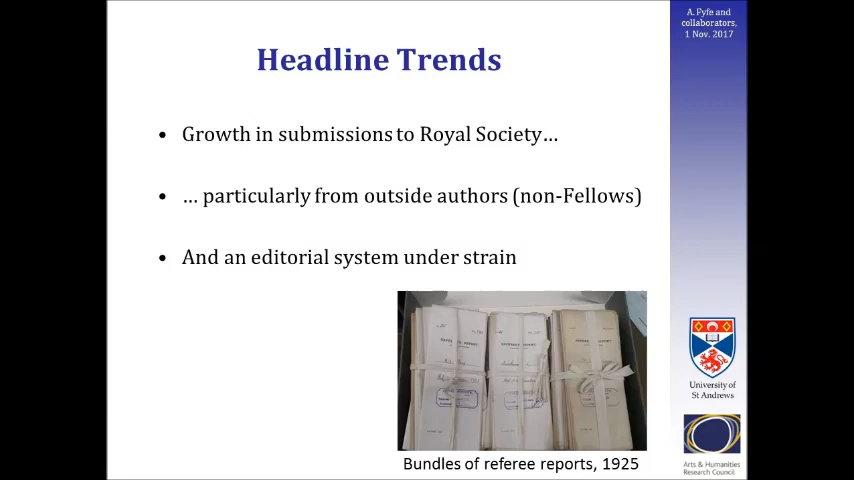 A. Fyfe and
collaborators,
1 Nov. 2017
Headline Trends
• Growth in submissions to Royal Society…
• … particularly from outside authors (non-Fellows)
• And an editorial system under strain
Bundles of referee reports, 1925
University of
St Andrews
Arts & Humanities
Research Council